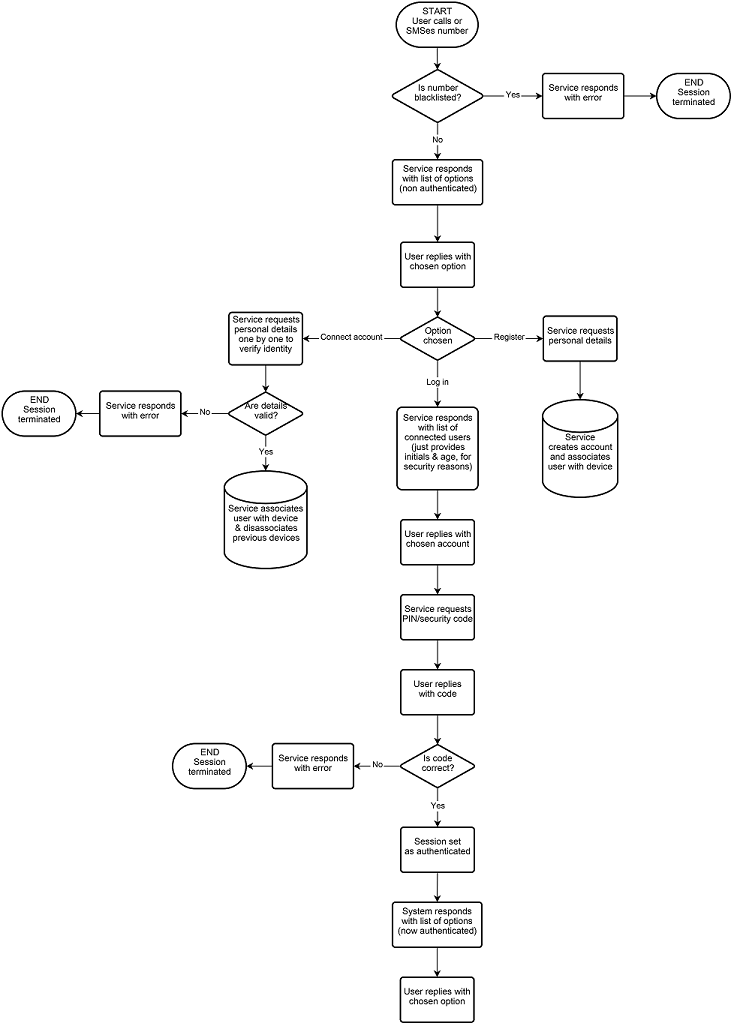 START
User calls or
SMSes number
Is number
blacklisted?
Yes
Service responds
with error
END
Session
terminated
No
Service responds
with list of options
(non authenticated)
User replies with
chosen option
Service requests
personal details
one by one to
verify identity
Connect account
Option
chosen
Register
Service requests
personal details
Log in
END
Session
terminated
Service responds
with error
No
Are details
valid?
Yes
Service associates
user with device
& disassociates
previous devices
Service responds
with list of
connected users
(just provides
initials & age, for
security reasons)
Service
creates account
and associates
user with device
User replies with
chosen account
Service requests
PIN/security code
User replies
with code
END
Session
terminated
Service responds
with error
No
Is code
correct?
Yes
Session set
as authenticated
System responds
with list of options
(now authenticated)
User replies with
chosen option